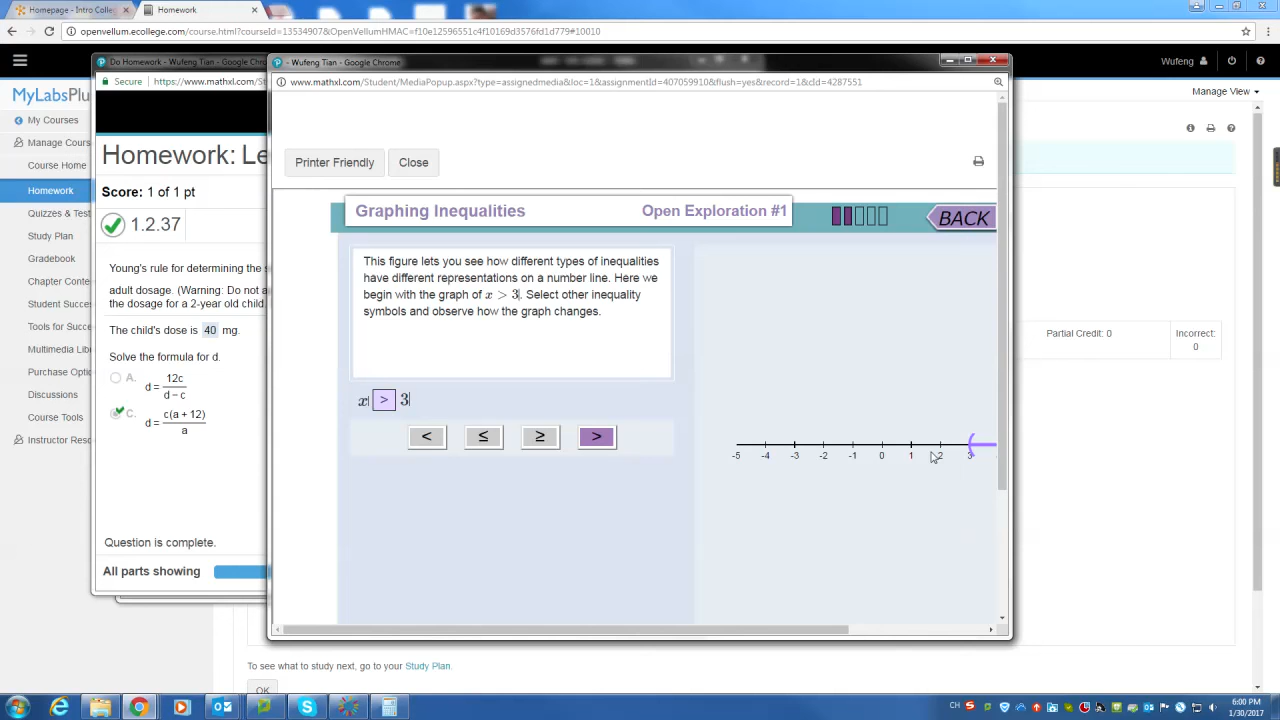 Homepage - Intro Colle
Homework
openvellum.ecollege.com/course.html?courseId=13534907&OpenVellumHMAC=f10e12596551c4f10169d3576fd1d779#10010
Do Homework - Wufeng Tian - Google Chrome
- Wufeng Tian - Google Chrome
Wufeng
Secure
https://www.mathxl.com/St
www.mathxl.com/Student/MediaPopup.aspx?type=assignedmedia&loc=1&assignmentId=407059910&flush=yes&record=1&cId=4287551
MyLabsPlu
Manage View
My Courses
Manage Cours
Course Home
Homework
Quizzes & Test
Study Plan
Gradebook
Chapter Conte
Student Succes
Tools for Succe
Multimedia Libr
Purchase Optio
Discussions
Course Tools
Instructor Reso
Homework: Le
Score: 1 of 1 pt
1.2.37
Young's rule for determining the s
adult dosage. (Warning: Do not a
the dosage for a 2-year old child.
The child's dose is 40 mg.
Solve the formula for d.
A. d = 12c / d − c
C. d = c(a + 12) / a
Question is complete.
All parts showing
Printer Friendly
Close
Graphing Inequalities
Open Exploration #1
BACK
This figure lets you see how different types of inequalities
have different representations on a number line. Here we
begin with the graph of x > 3. Select other inequality
symbols and observe how the graph changes.
x > 3
< ≤ ≥ >
-5 -4 -3 -2 -1 0 1 2 3
Partial Credit: 0
Incorrect:
0
To see what to study next, go to your Study Plan.
OK
CH
6:00 PM
1/30/2017